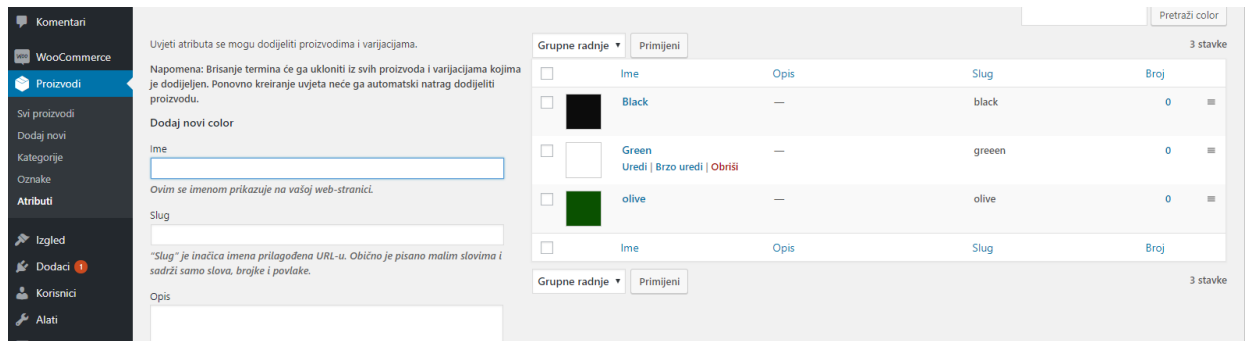 Komentari
WooCommerce
Proizvodi
Svi proizvodi
Dodaj novi
Kategorije
Oznake
Atributi
Izgled
Dodaci 1
Korisnici
Alati
Uvjeti atributa se mogu dodijeliti proizvodima i varijacijama.
Napomena: Brisanje termina će ga ukloniti iz svih proizvoda i varijacijama kojima
je dodijeljen. Ponovno kreiranje uvjeta neće ga automatski natrag dodijeliti
proizvodu.
Dodaj novi color
Ime
Ovim se imenom prikazuje na vašoj web-stranici.
Slug
"Slug" je inačica imena prilagođena URL-u. Obično je pisano malim slovima i
sadrži samo slova, brojke i povlake.
Opis
Pretraži color
Grupne radnje Primijeni 3 stavke
Ime Opis Slug Broj
Black — black 0
Green — greeen 0
Uredi | Brzo uredi | Obriši
olive — olive 0
Ime Opis Slug Broj
Grupne radnje Primijeni 3 stavke